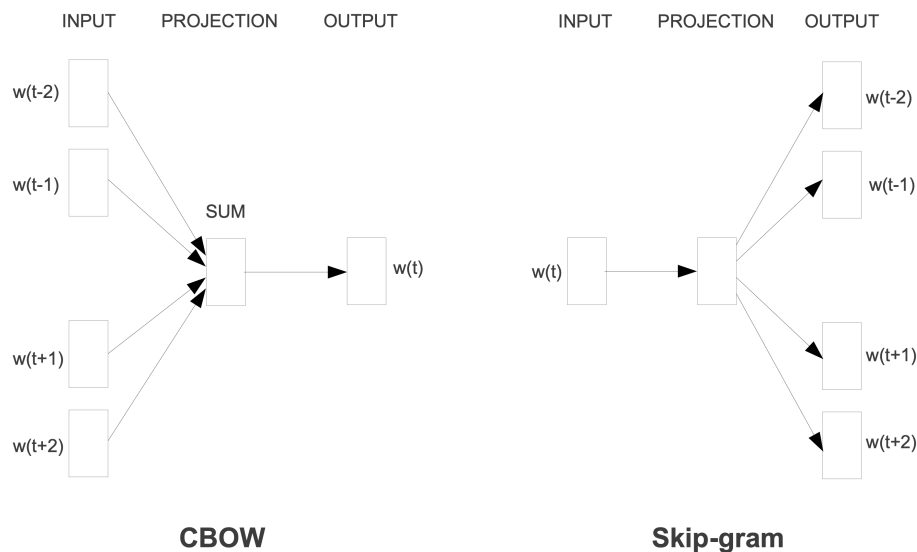 INPUT PROJECTION OUTPUT
w(t-2)
w(t-1)
SUM
w(t)
w(t+1)
w(t+2)
CBOW
INPUT PROJECTION OUTPUT
w(t-2)
w(t-1)
w(t)
w(t+1)
w(t+2)
Skip-gram